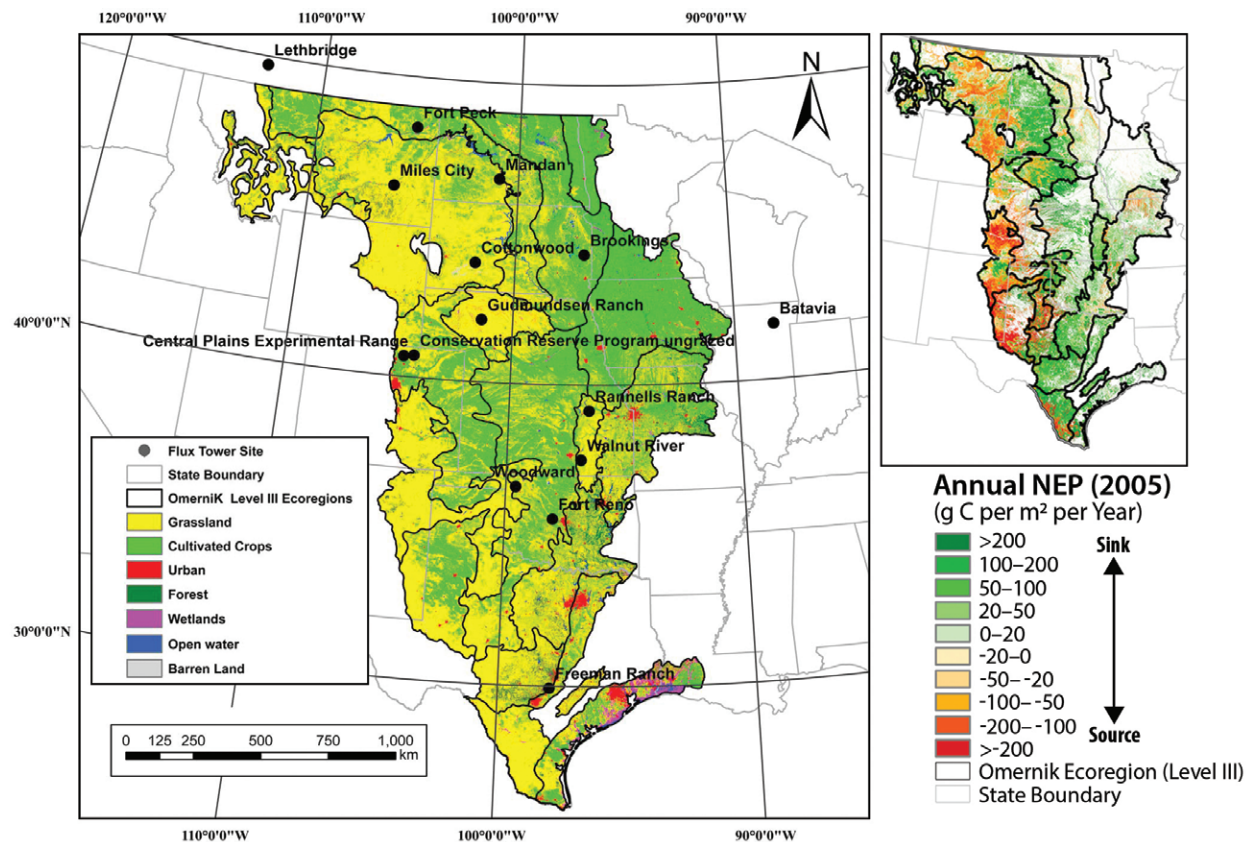 120°0'0"W 110°0'0"W 100°0'0"W 90°0'0"W
Lethbridge
N
Fort Peck
Miles City
Mandan
Cottonwood
Brookings
Gudmundsen Ranch
Batavia
40°0'0"N
Central Plains Experimental Range
Conservation Reserve Program ungrazed
Rannells Ranch
Walnut River
Woodward
Fort Reno
Freeman Ranch
30°0'0"N
Flux Tower Site
State Boundary
OmerniK Level III Ecoregions
Grassland
Cultivated Crops
Urban
Forest
Wetlands
Open water
Barren Land
0 125 250 500 750 1,000
km
110°0'0"W 100°0'0"W 90°0'0"W
Annual NEP (2005)
(g C per m² per Year)
>200
Sink
100–200
50–100
20–50
0–20
-20–0
-50– -20
-100– -50
-200– -100
Source
>-200
Omernik Ecoregion (Level III)
State Boundary